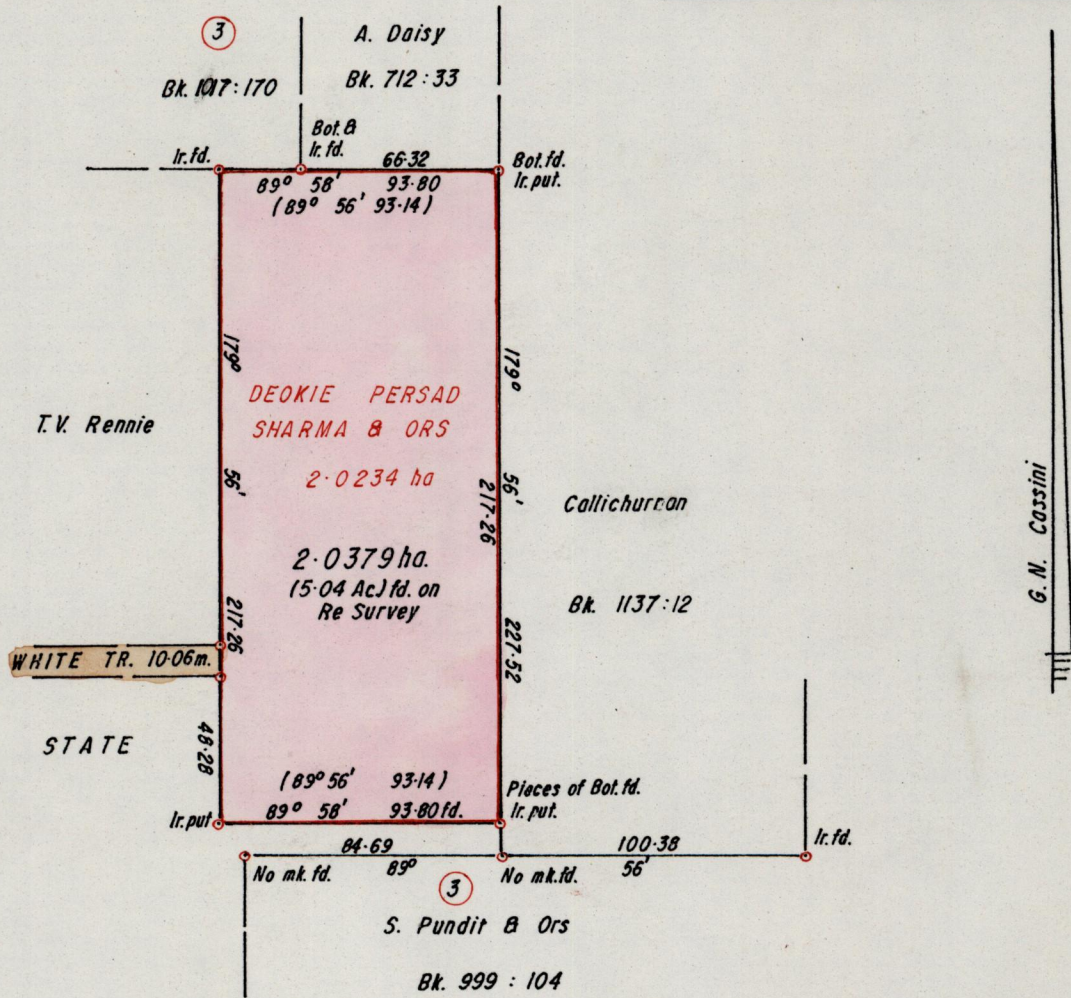 3
A. Daisy
Bk. 1017:170
Bk. 712:33
Bot. &
Ir. fd.
Ir. fd.
66·32
Bot. fd.
Ir. put.
89° 58' 93·80
(89° 56' 93·14)
179°
179°
DEOKIE PERSAD
SHARMA & ORS
T.V. Rennie
2·0234 ha
56'
56'
217·26
Callichurran
G.N. Cassini
2·0379 ha.
(5·04 Ac) fd. on
Re Survey
Bk. 1137:12
217·26
227·52
WHITE TR. 10·06m.
STATE
48·28
(89° 56' 93·14)
Pieces of Bot. fd.
Ir. put
89° 58' 93·80 fd.
Ir. put.
84·69
100·38
Ir. fd.
No mk. fd.
89°
No mk. fd.
56'
3
S. Pundit & Ors
Bk. 999 : 104